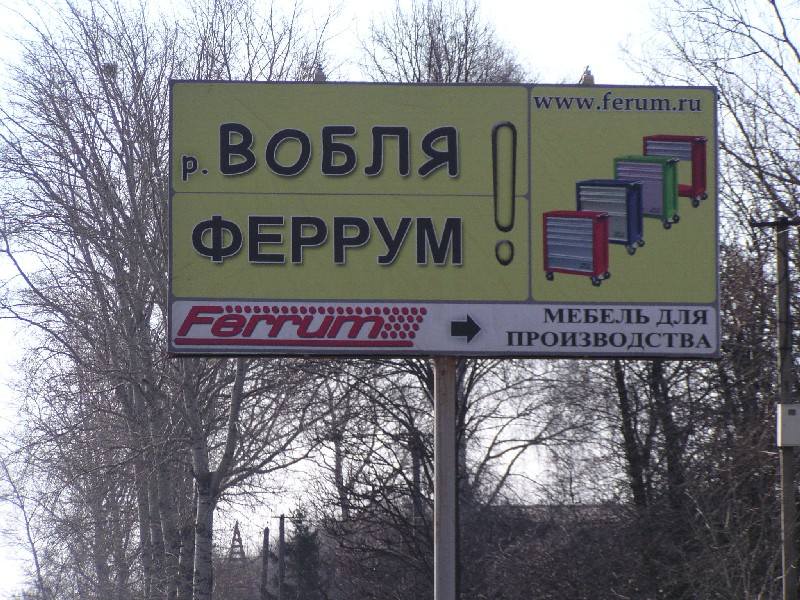 р. ВОБЛЯ !
ФЕРРУМ
www.ferum.ru
Ferrum
МЕБЕЛЬ ДЛЯ
ПРОИЗВОДСТВА